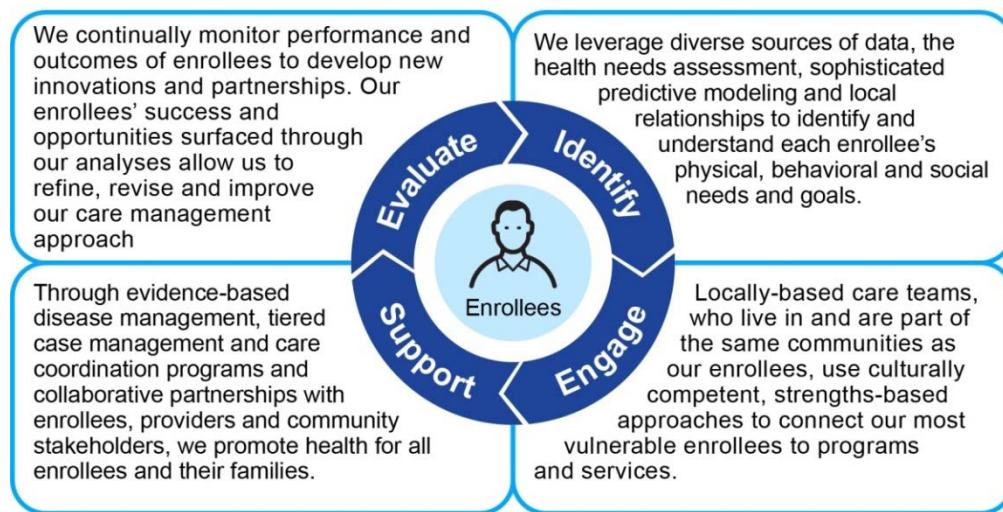 We continually monitor performance and
outcomes of enrollees to develop new
innovations and partnerships. Our
enrollees’ success and
opportunities surfaced through
our analyses allow us to
refine, revise and improve
our care management
approach
We leverage diverse sources of data, the
health needs assessment, sophisticated
predictive modeling and local
relationships to identify and
understand each enrollee’s
physical, behavioral and social
needs and goals.
Evaluate
Identify
Enrollees
Support
Engage
Through evidence-based
disease management, tiered
case management and care
coordination programs and
collaborative partnerships with
enrollees, providers and community
stakeholders, we promote health for all
enrollees and their families.
Locally-based care teams,
who live in and are part of
the same communities as
our enrollees, use culturally
competent, strengths-based
approaches to connect our most
vulnerable enrollees to programs
and services.